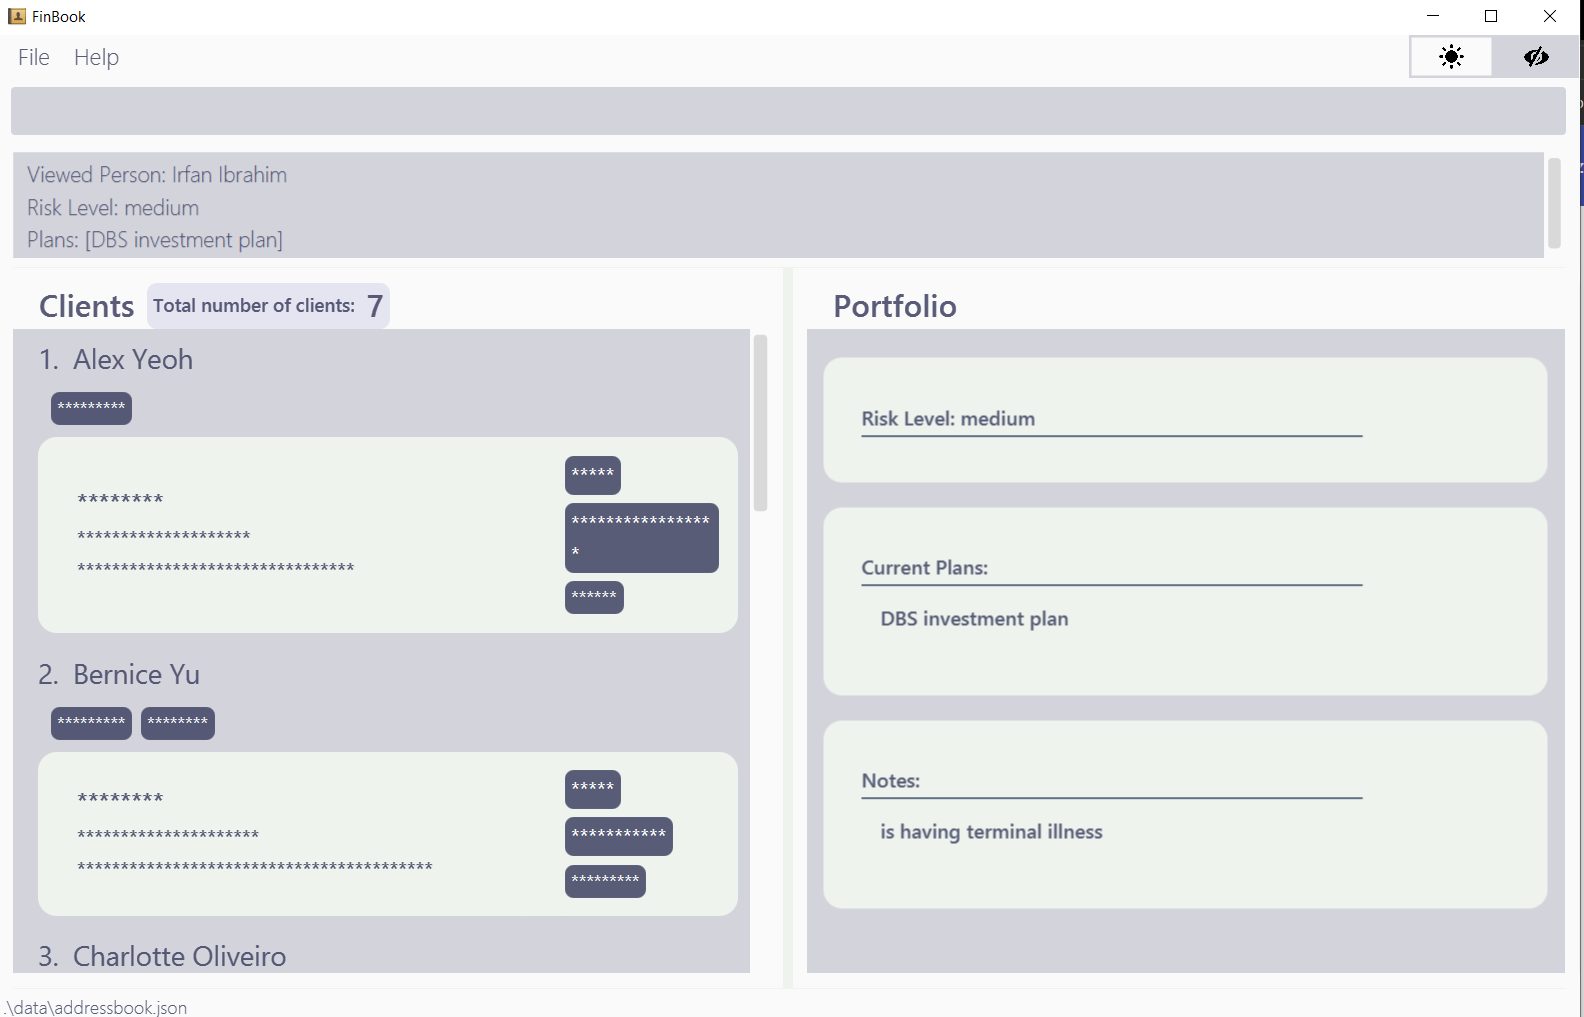 FinBook
File Help
Viewed Person: Irfan Ibrahim
Risk Level: medium
Plans: [DBS investment plan]
Clients Total number of clients: 7
1. Alex Yeoh
*********
*****
********
*****************
********************
********************************
******
2. Bernice Yu
********* ********
*****
********
***********
*********************
*****************************************
*********
3. Charlotte Oliveiro
Portfolio
Risk Level: medium
Current Plans:
DBS investment plan
Notes:
is having terminal illness
.\data\addressbook.json